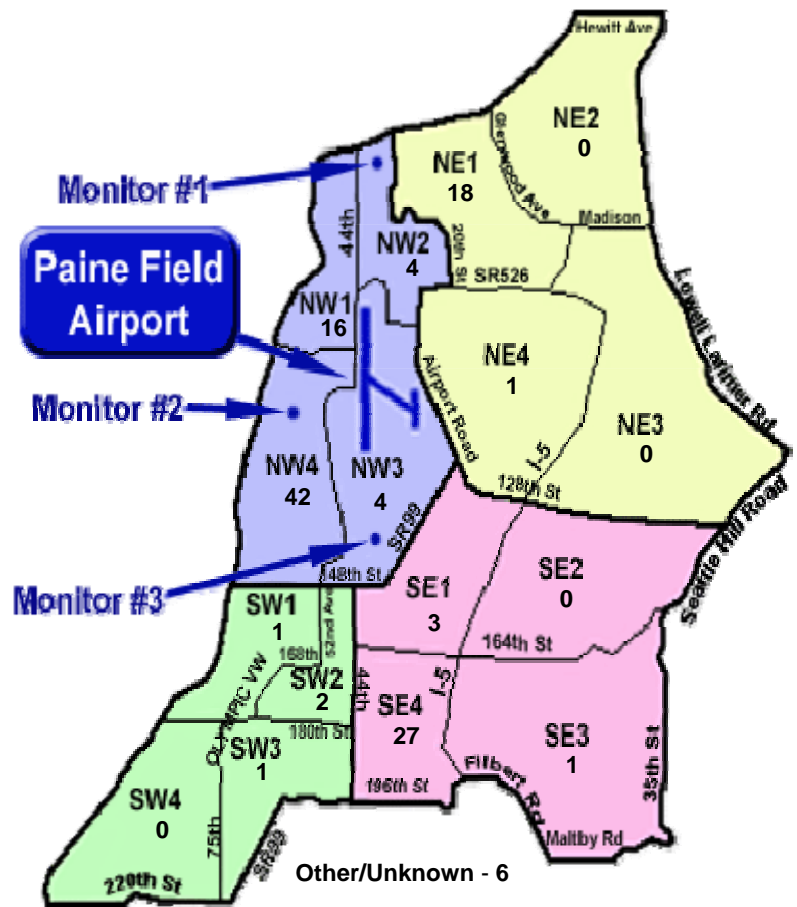 Hewitt Ave
NE2
0
Glenwood Ave
NE1
18
Monitor #1
Madison
44th
20th St
NW2
4
SR526
Paine Field
Airport
NW1
16
Lowell Larimer Rd
NE4
1
Airport Road
Monitor #2
NE3
0
I-5
NW4
42
NW3
4
128th St
SR99
Seattle Hill Road
148th St
Monitor #3
SE1
3
SE2
0
SW1
1
52nd Ave
168th
164th St
OLYMPIC VW
SW2
2
44th
I-5
SE4
27
180th St
SW3
1
SE3
1
35th St
196th St
Filbert Rd
SW4
0
75th
SR99
Maltby Rd
220th St
Other/Unknown - 6